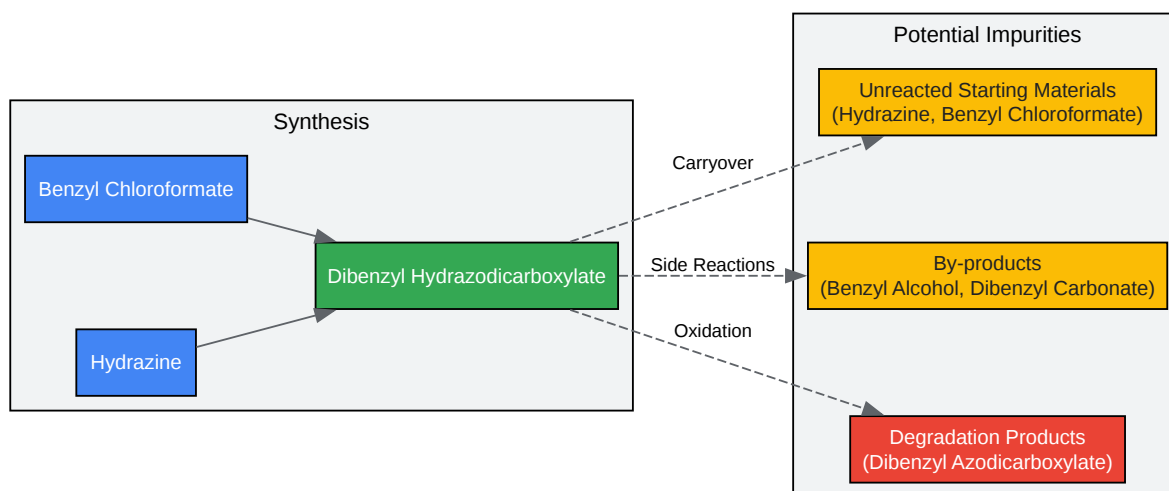 Synthesis
Benzyl Chloroformate
Hydrazine
Dibenzyl Hydrazodicarboxylate
Carryover
Side Reactions
Oxidation
Potential Impurities
Unreacted Starting Materials
(Hydrazine, Benzyl Chloroformate)
By-products
(Benzyl Alcohol, Dibenzyl Carbonate)
Degradation Products
(Dibenzyl Azodicarboxylate)